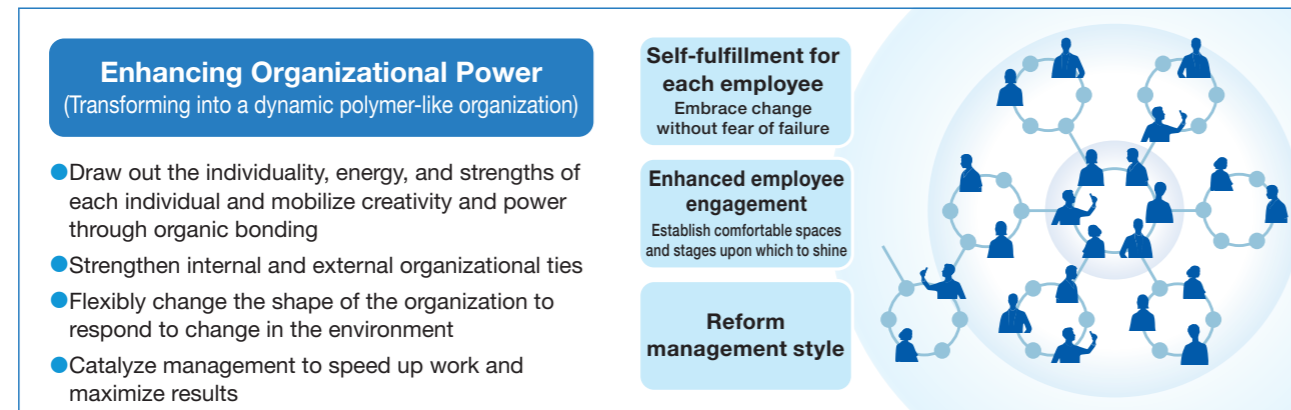 Enhancing Organizational Power
(Transforming into a dynamic polymer-like organization)
●Draw out the individuality, energy, and strengths of
each individual and mobilize creativity and power
through organic bonding
●Strengthen internal and external organizational ties
●Flexibly change the shape of the organization to
respond to change in the environment
●Catalyze management to speed up work and
maximize results
Self-fulfillment for
each employee
Embrace change
without fear of failure
Enhanced employee
engagement
Establish comfortable spaces
and stages upon which to shine
Reform
management style